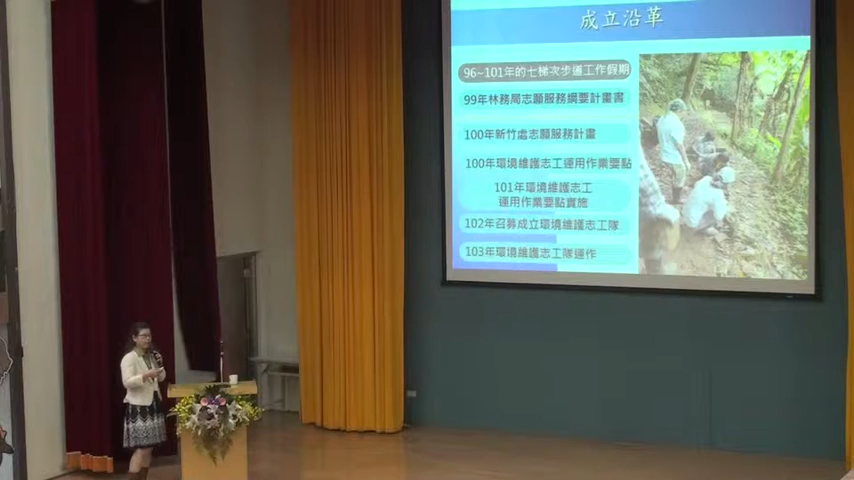 成立沿革
96~101年的七梯次步道工作假期
99年林務局志願服務綱要計畫書
100年新竹處志願服務計畫
100年環境維護志工運用作業要點
101年環境維護志工
運用作業要點實施
102年召募成立環境維護志工隊
103年環境維護志工隊運作